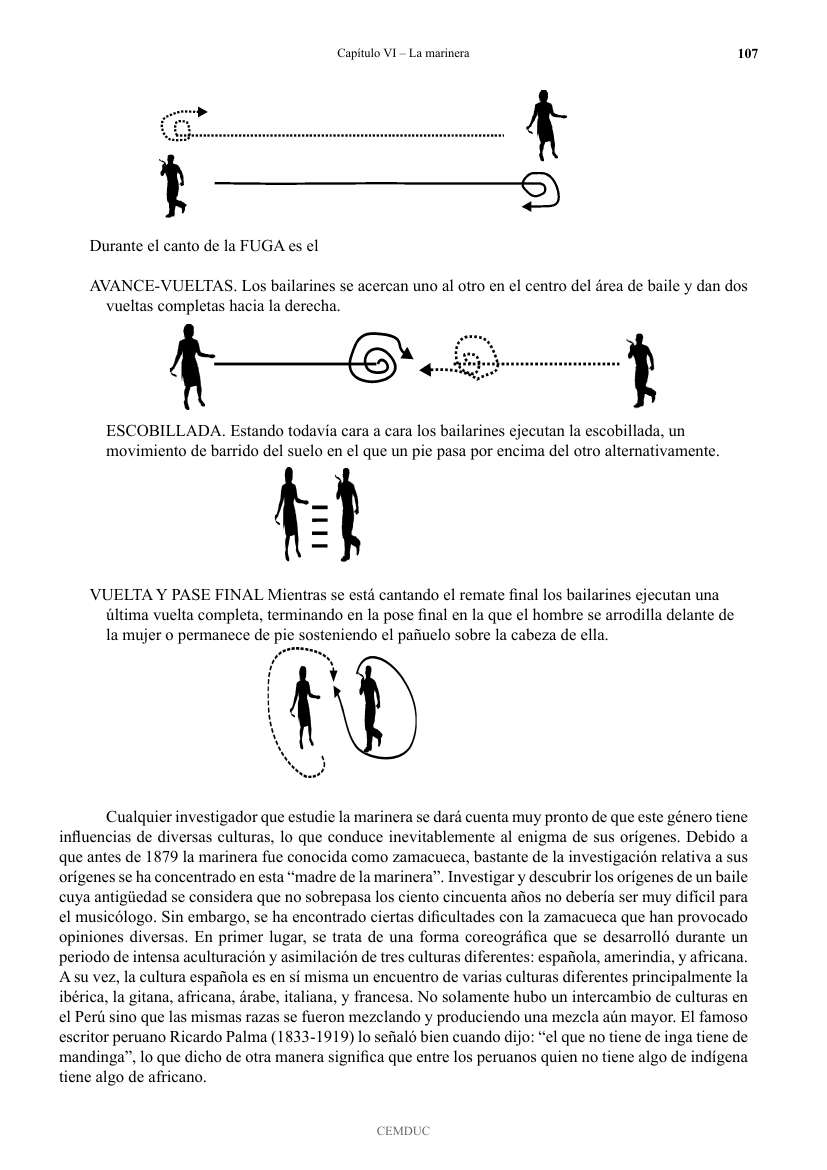 Capítulo VI – La marinera 107
Durante el canto de la FUGA es el
AVANCE-VUELTAS. Los bailarines se acercan uno al otro en el centro del área de baile y dan dos
vueltas completas hacia la derecha.
ESCOBILLADA. Estando todavía cara a cara los bailarines ejecutan la escobillada, un
movimiento de barrido del suelo en el que un pie pasa por encima del otro alternativamente.
VUELTA Y PASE FINAL Mientras se está cantando el remate final los bailarines ejecutan una
última vuelta completa, terminando en la pose final en la que el hombre se arrodilla delante de
la mujer o permanece de pie sosteniendo el pañuelo sobre la cabeza de ella.
Cualquier investigador que estudie la marinera se dará cuenta muy pronto de que este género tiene
influencias de diversas culturas, lo que conduce inevitablemente al enigma de sus orígenes. Debido a
que antes de 1879 la marinera fue conocida como zamacueca, bastante de la investigación relativa a sus
orígenes se ha concentrado en esta “madre de la marinera”. Investigar y descubrir los orígenes de un baile
cuya antigüedad se considera que no sobrepasa los ciento cincuenta años no debería ser muy difícil para
el musicólogo. Sin embargo, se ha encontrado ciertas dificultades con la zamacueca que han provocado
opiniones diversas. En primer lugar, se trata de una forma coreográfica que se desarrolló durante un
periodo de intensa aculturación y asimilación de tres culturas diferentes: española, amerindia, y africana.
A su vez, la cultura española es en sí misma un encuentro de varias culturas diferentes principalmente la
ibérica, la gitana, africana, árabe, italiana, y francesa. No solamente hubo un intercambio de culturas en
el Perú sino que las mismas razas se fueron mezclando y produciendo una mezcla aún mayor. El famoso
escritor peruano Ricardo Palma (1833-1919) lo señaló bien cuando dijo: “el que no tiene de inga tiene de
mandinga”, lo que dicho de otra manera significa que entre los peruanos quien no tiene algo de indígena
tiene algo de africano.
CEMDUC